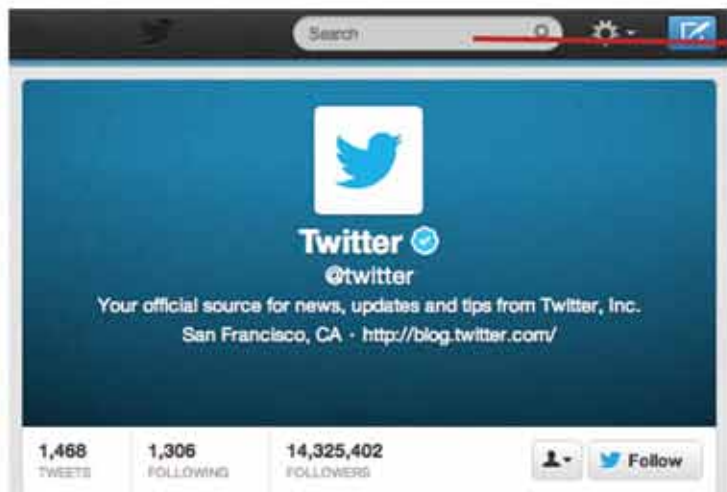 Search
Twitter
@twitter
Your official source for news, updates and tips from Twitter, Inc.
San Francisco, CA · http://blog.twitter.com/
1,468 1,306 14,325,402
TWEETS FOLLOWING FOLLOWERS
Follow